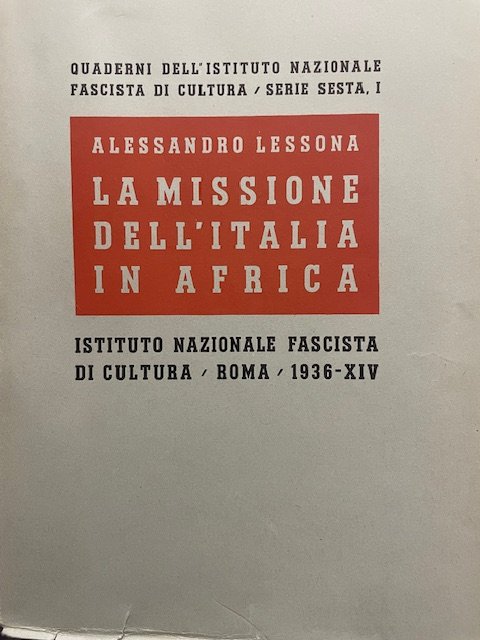 QUADERNI DELL'ISTITUTO NAZIONALE
FASCISTA DI CULTURA / SERIE SESTA, I
ALESSANDRO LESSONA
LA MISSIONE
DELL'ITALIA
IN AFRICA
ISTITUTO NAZIONALE FASCISTA
DI CULTURA / ROMA / 1936-XIV